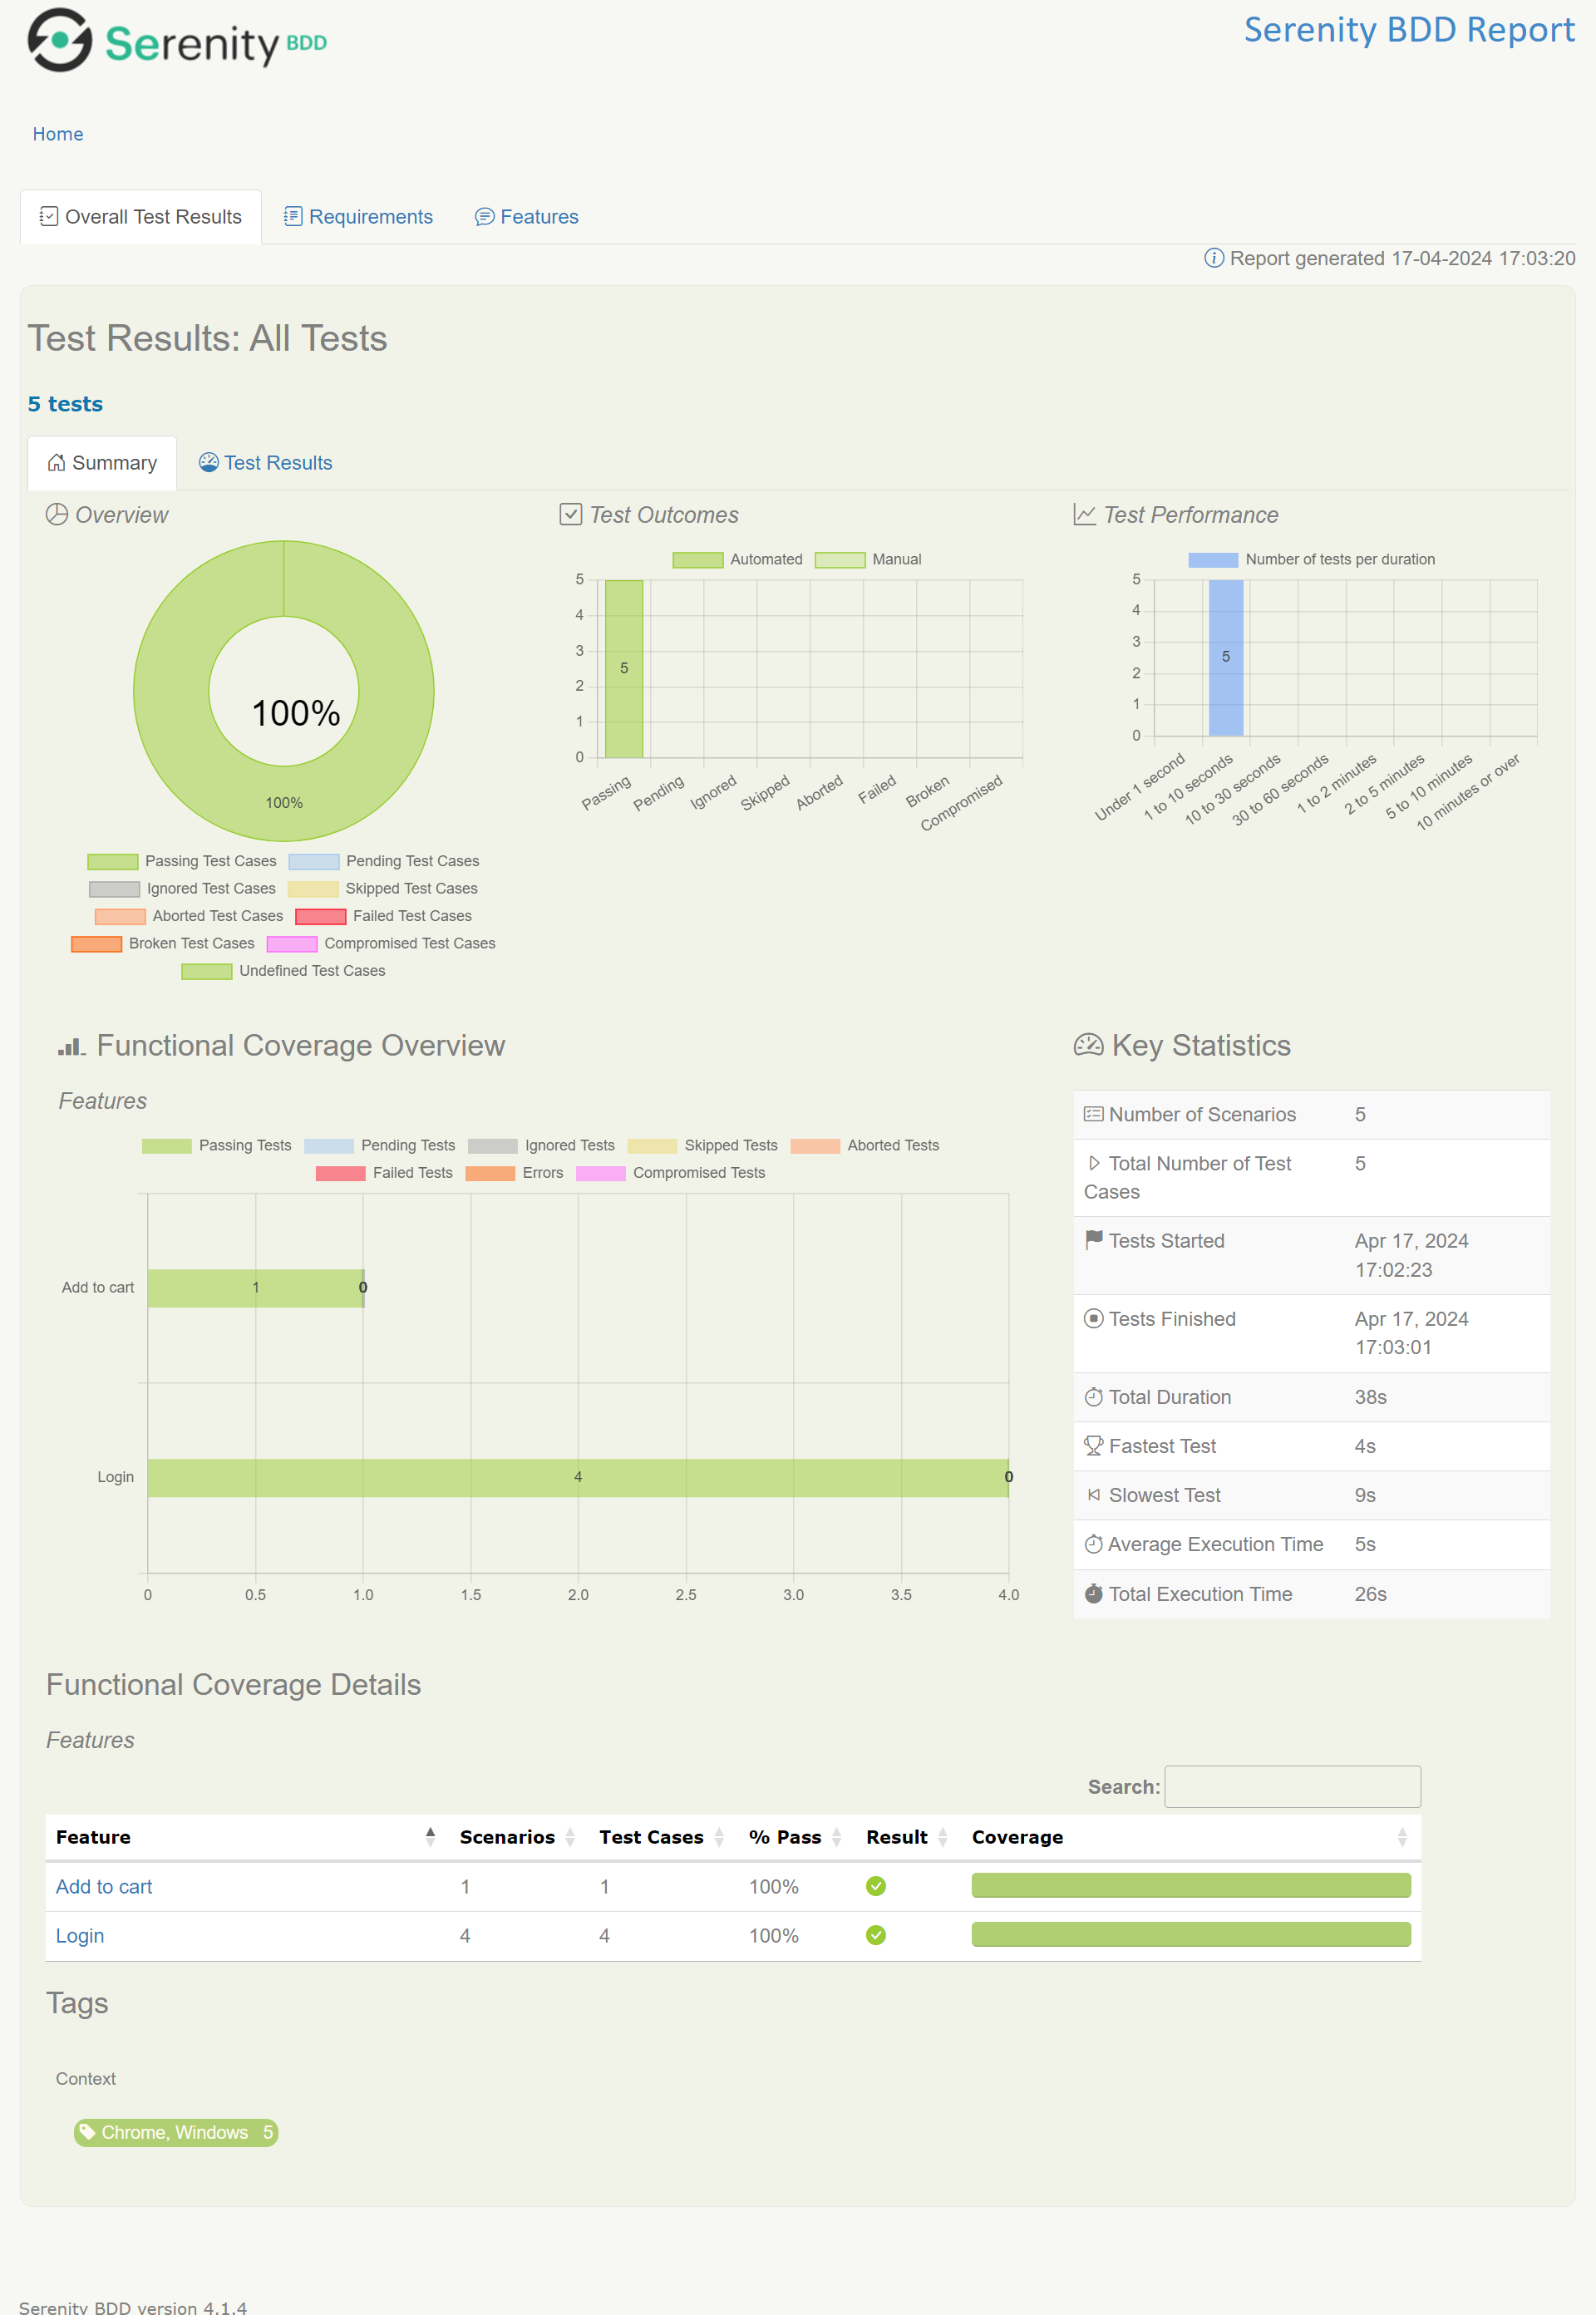 Serenity BDD
Serenity BDD Report
Home
Overall Test Results
Requirements
Features
Report generated 17-04-2024 17:03:20
Test Results: All Tests
5 tests
Summary
Test Results
Overview
100%
100%
Passing Test Cases
Pending Test Cases
Ignored Test Cases
Skipped Test Cases
Aborted Test Cases
Failed Test Cases
Broken Test Cases
Compromised Test Cases
Undefined Test Cases
Test Outcomes
Automated
Manual
5
4
3
2
1
0
5
Passing
Pending
Ignored
Skipped
Aborted
Failed
Broken
Compromised
Test Performance
Number of tests per duration
5
4
3
2
1
0
5
Under 1 second
1 to 10 seconds
10 to 30 seconds
30 to 60 seconds
1 to 2 minutes
2 to 5 minutes
5 to 10 minutes
10 minutes or over
Functional Coverage Overview
Features
Passing Tests
Pending Tests
Ignored Tests
Skipped Tests
Aborted Tests
Failed Tests
Errors
Compromised Tests
Add to cart
1
0
Login
4
0
0
0.5
1.0
1.5
2.0
2.5
3.0
3.5
4.0
Key Statistics
Number of Scenarios 5
Total Number of Test 5
Cases
Tests Started Apr 17, 2024
17:02:23
Tests Finished Apr 17, 2024
17:03:01
Total Duration 38s
Fastest Test 4s
Slowest Test 9s
Average Execution Time 5s
Total Execution Time 26s
Functional Coverage Details
Features
Search:
Feature Scenarios Test Cases % Pass Result Coverage
Add to cart 1 1 100%
Login 4 4 100%
Tags
Context
Chrome, Windows 5
Serenity BDD version 4.1.4